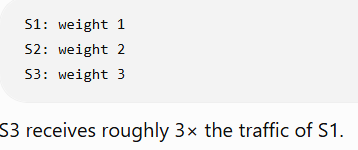 S1: weight 1
S2: weight 2
S3: weight 3
S3 receives roughly 3× the traffic of S1.